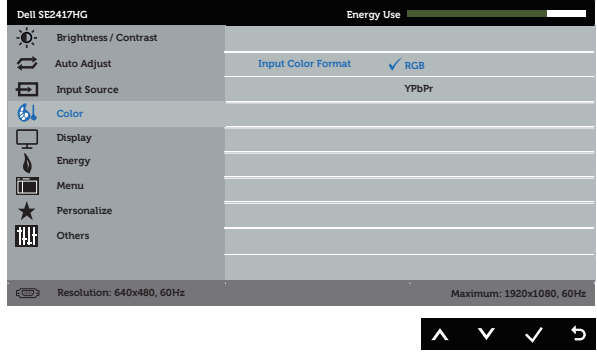 Dell SE2417HG Energy Use
Brightness / Contrast
Auto Adjust Input Color Format RGB
Input Source YPbPr
Color
Display
Energy
Menu
Personalize
Others
Resolution: 640x480, 60Hz Maximum: 1920x1080, 60Hz